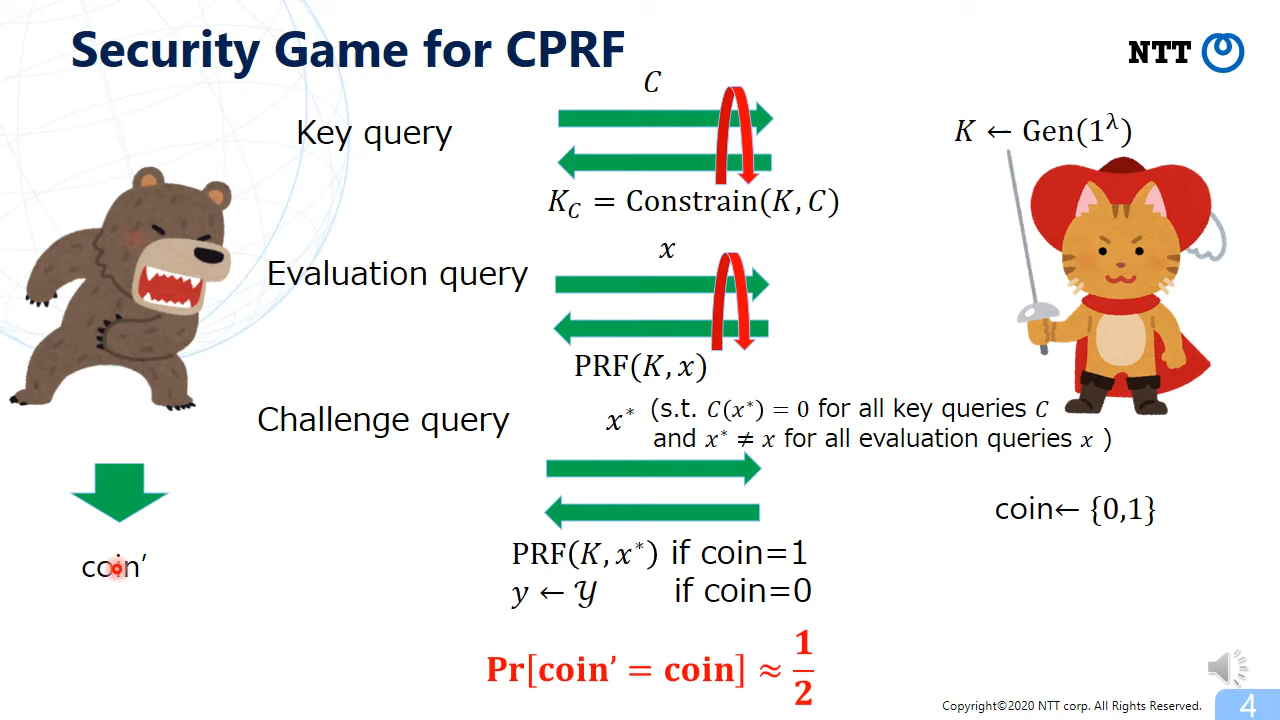 Security Game for CPRF
NTT
C
Key query
K ← Gen(1^λ)
K_C = Constrain(K, C)
x
Evaluation query
PRF(K, x)
Challenge query
x* (s.t. C(x*) = 0 for all key queries C
and x* ≠ x for all evaluation queries x )
coin← {0,1}
PRF(K, x*) if coin=1
y ← 𝒴 if coin=0
coin′
Pr[coin′ = coin] ≈ 1/2
Copyright©2020 NTT corp. All Rights Reserved.
4